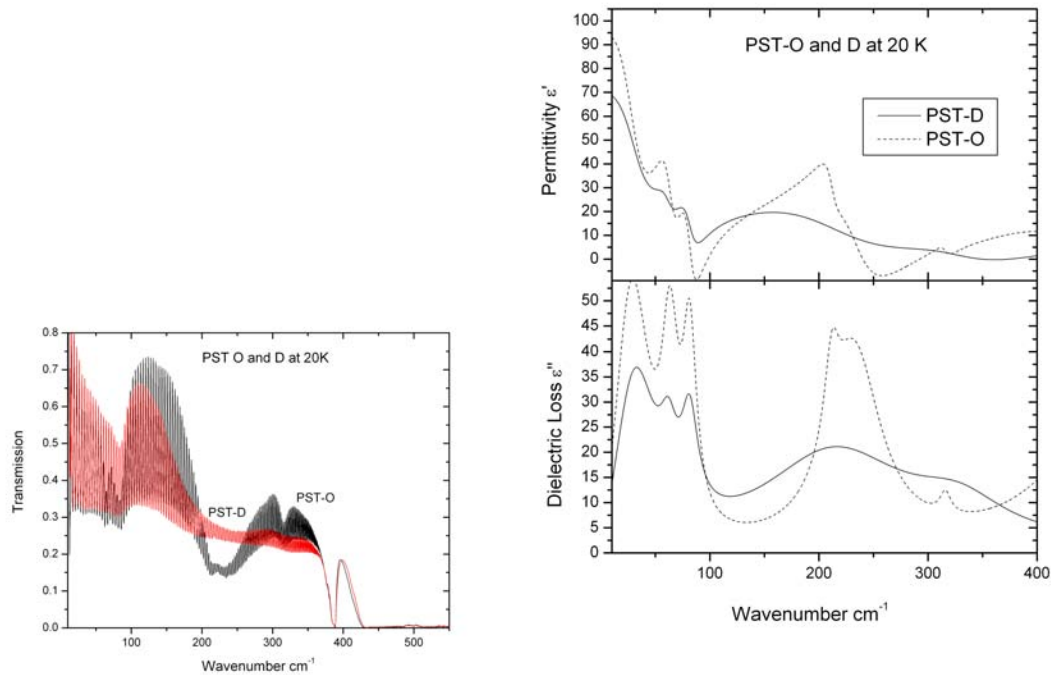 0.8
0.7
0.6
0.5
0.4
0.3
0.2
0.1
0.0
Transmission
PST O and D at 20K
PST-D
PST-O
100 200 300 400 500
Wavenumber cm⁻¹
105
100
90
80
70
60
50
40
30
20
10
0
Permittivity ε'
PST-O and D at 20 K
PST-D
PST-O
50
45
40
35
30
25
20
15
10
5
0
Dielectric Loss ε"
100 200 300 400
Wavenumber cm⁻¹